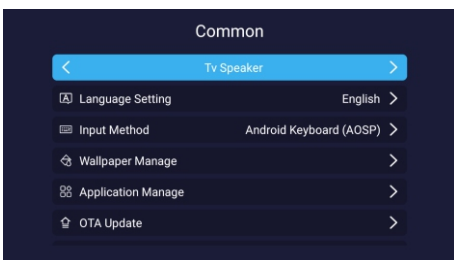 Common
Tv Speaker
Language Setting English
Input Method Android Keyboard (AOSP)
Wallpaper Manage
Application Manage
OTA Update